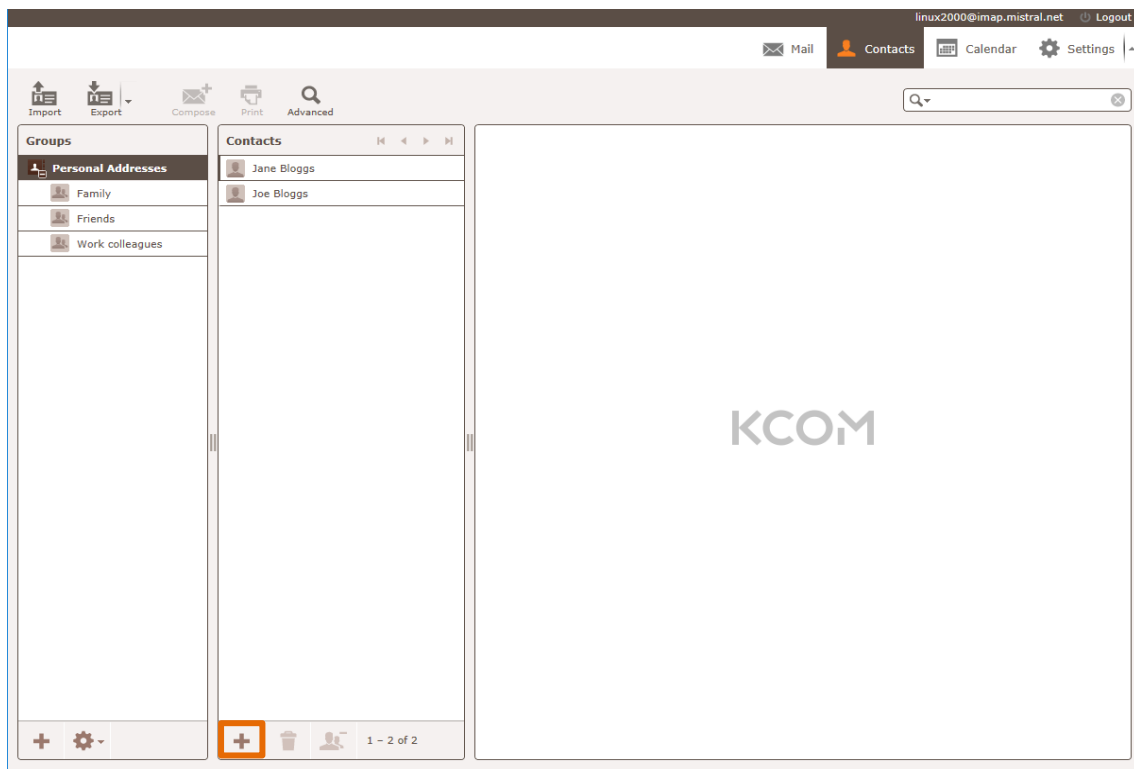 linux2000@imap.mistral.net Logout
Mail Contacts Calendar Settings
Import Export Compose Print Advanced
Groups
Personal Addresses
Family
Friends
Work colleagues
Contacts
Jane Bloggs
Joe Bloggs
1 – 2 of 2
KCOM